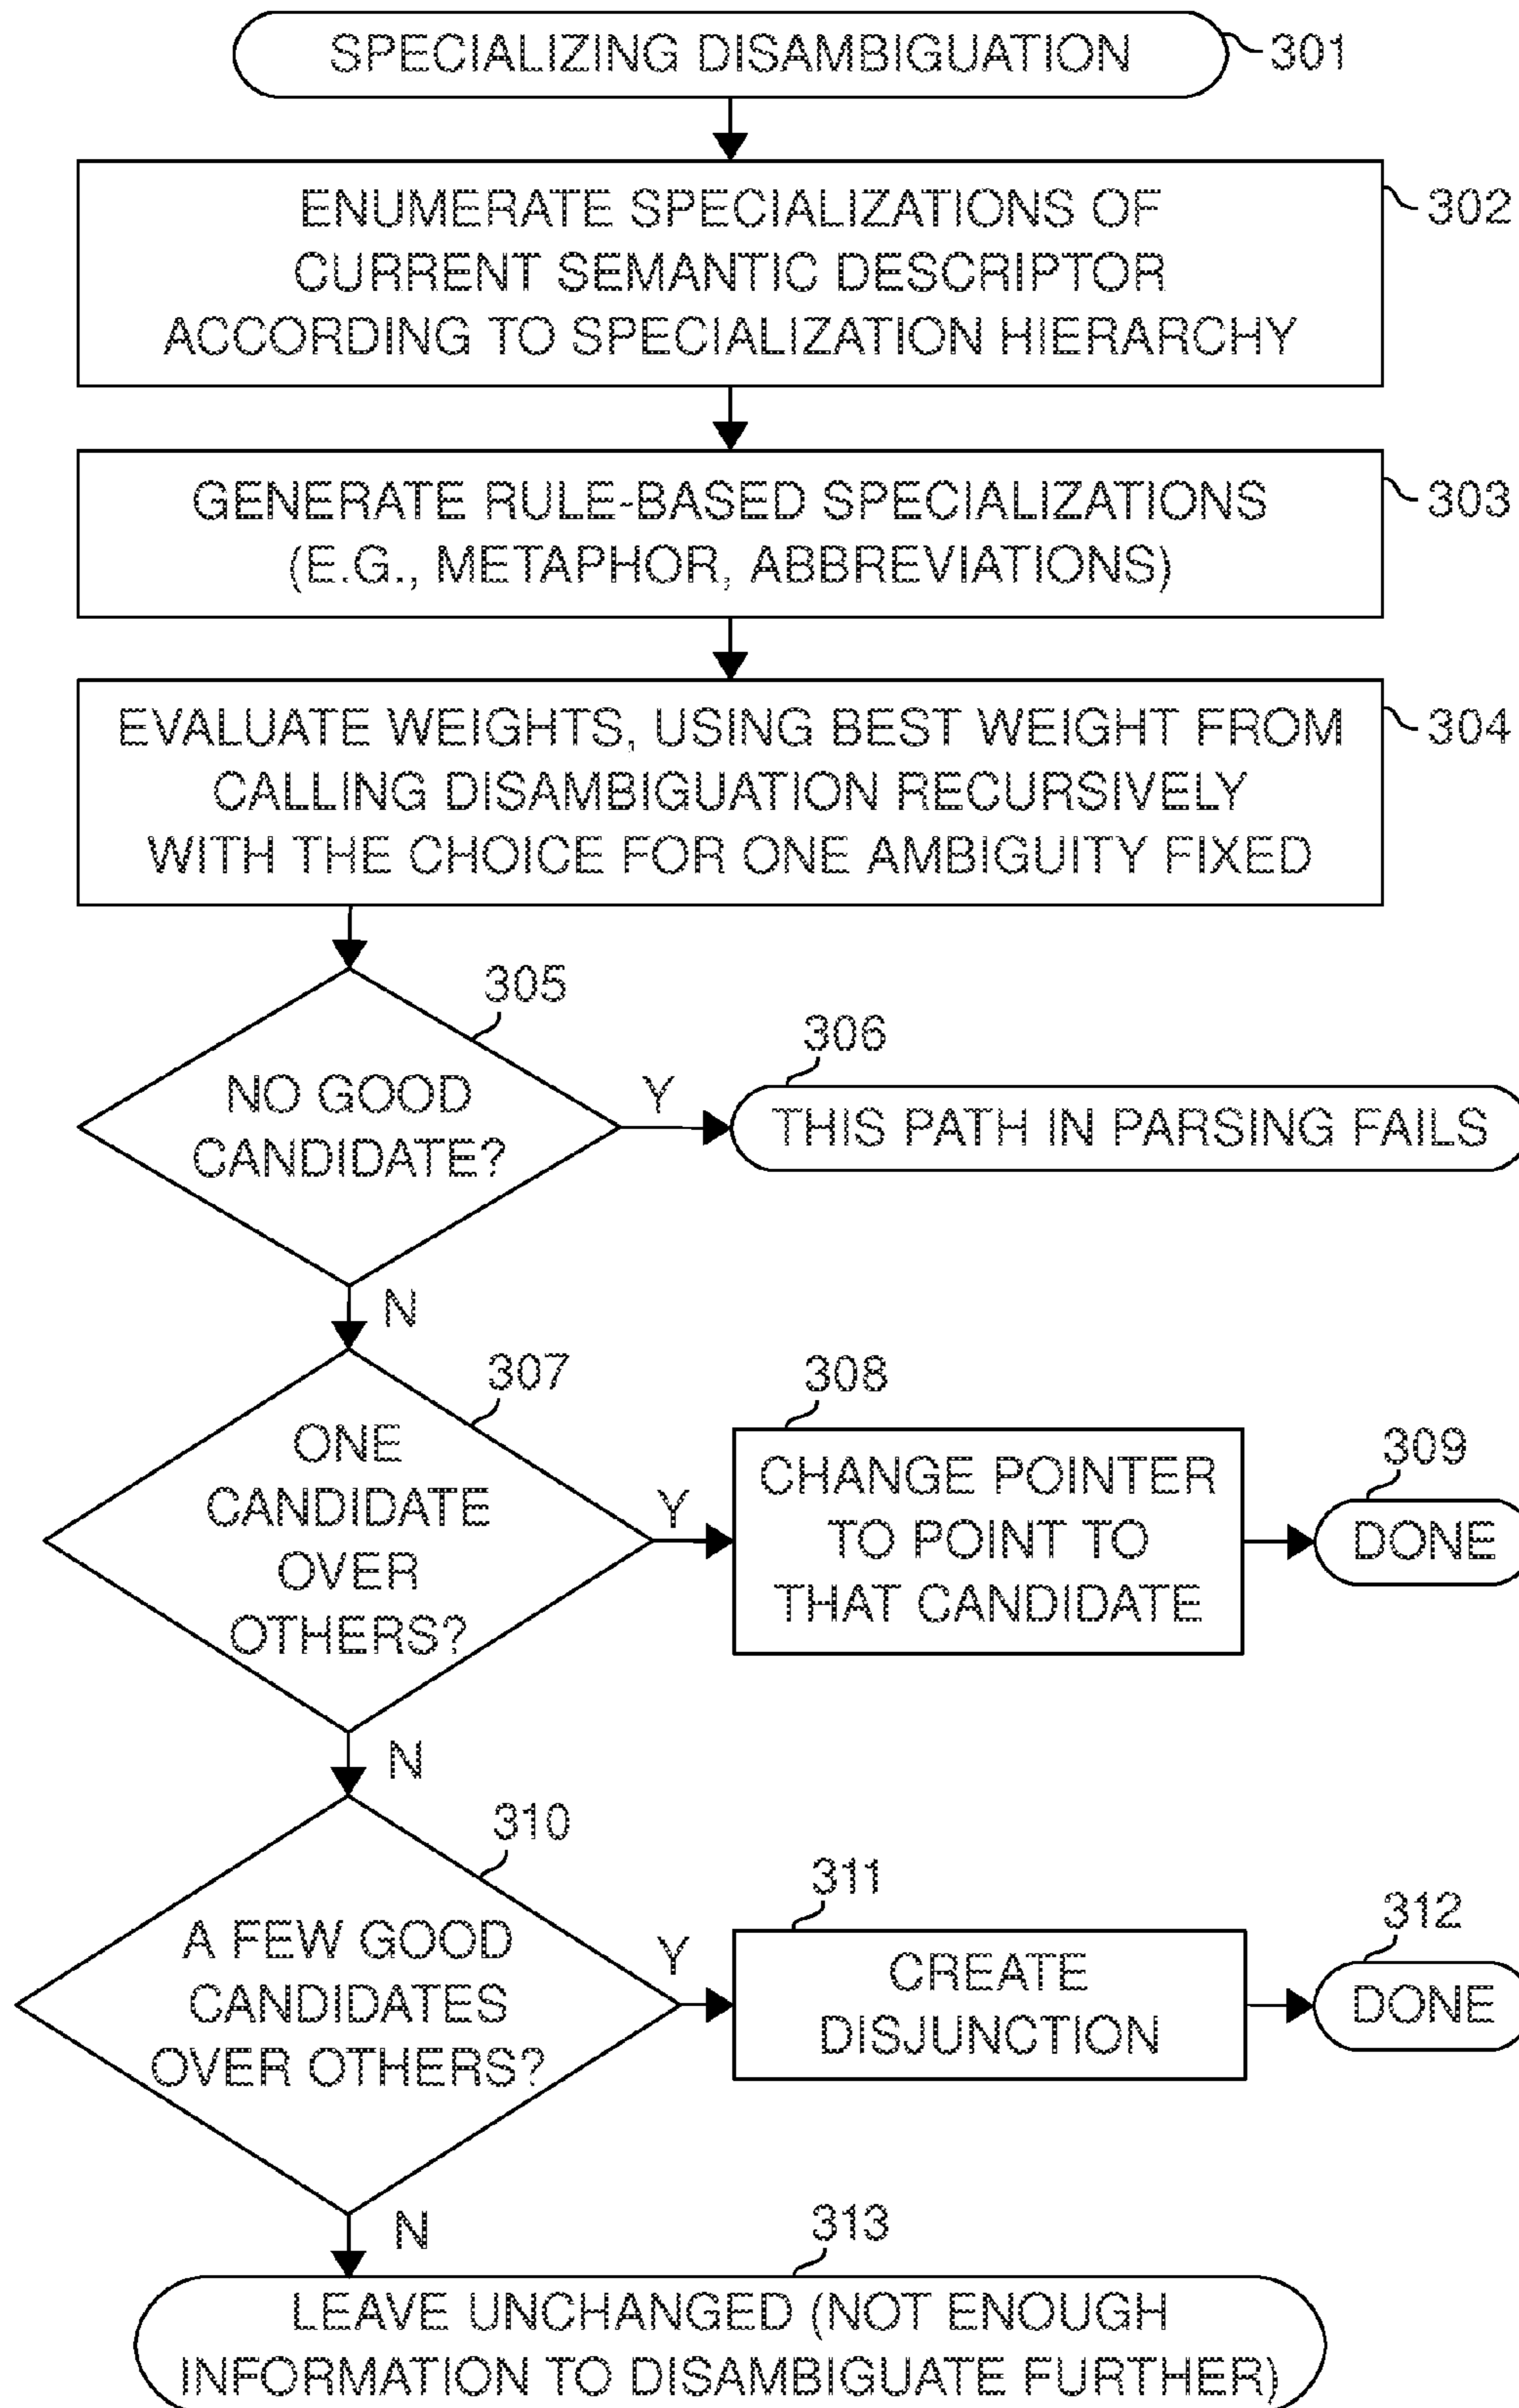 SPECIALIZING DISAMBIGUATION
301
ENUMERATE SPECIALIZATIONS OF
CURRENT SEMANTIC DESCRIPTOR
ACCORDING TO SPECIALIZATION HIERARCHY
302
GENERATE RULE-BASED SPECIALIZATIONS
(E.G., METAPHOR, ABBREVIATIONS)
303
EVALUATE WEIGHTS, USING BEST WEIGHT FROM
CALLING DISAMBIGUATION RECURSIVELY
WITH THE CHOICE FOR ONE AMBIGUITY FIXED
304
305
NO GOOD
CANDIDATE?
Y
306
THIS PATH IN PARSING FAILS
N
307
ONE
CANDIDATE
OVER
OTHERS?
Y
308
CHANGE POINTER
TO POINT TO
THAT CANDIDATE
309
DONE
N
310
A FEW GOOD
CANDIDATES
OVER OTHERS?
Y
311
CREATE
DISJUNCTION
312
DONE
N
313
LEAVE UNCHANGED (NOT ENOUGH
INFORMATION TO DISAMBIGUATE FURTHER)